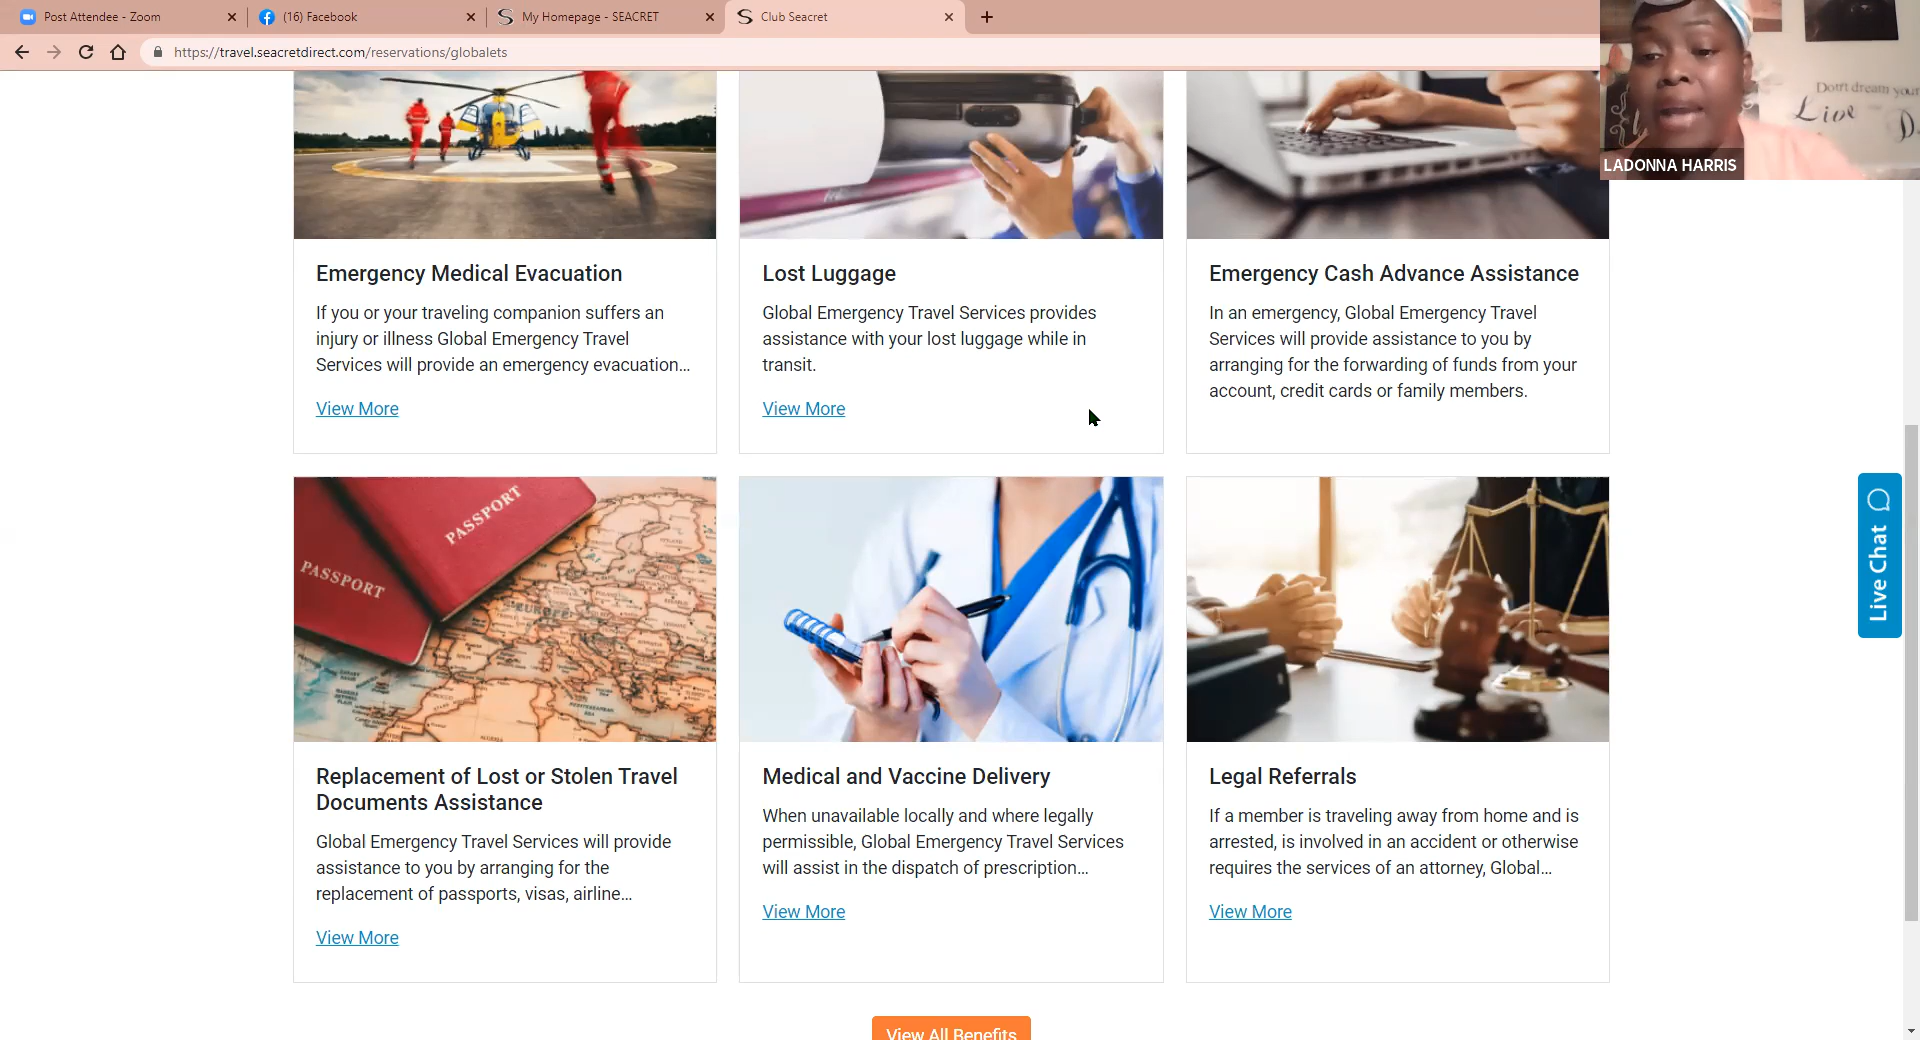 Post Attendee - Zoom
(16) Facebook
My Homepage - SEACRET
Club Seacret
https://travel.seacretdirect.com/reservations/globalets
Don't dream your
Live
D
LADONNA HARRIS
Emergency Medical Evacuation
If you or your traveling companion suffers an
injury or illness Global Emergency Travel
Services will provide an emergency evacuation...
View More
Lost Luggage
Global Emergency Travel Services provides
assistance with your lost luggage while in
transit.
View More
Emergency Cash Advance Assistance
In an emergency, Global Emergency Travel
Services will provide assistance to you by
arranging for the forwarding of funds from your
account, credit cards or family members.
PASSPORT
PASSPORT
Live Chat
Replacement of Lost or Stolen Travel
Documents Assistance
Global Emergency Travel Services will provide
assistance to you by arranging for the
replacement of passports, visas, airline...
View More
Medical and Vaccine Delivery
When unavailable locally and where legally
permissible, Global Emergency Travel Services
will assist in the dispatch of prescription...
View More
Legal Referrals
If a member is traveling away from home and is
arrested, is involved in an accident or otherwise
requires the services of an attorney, Global...
View More
View All Benefits